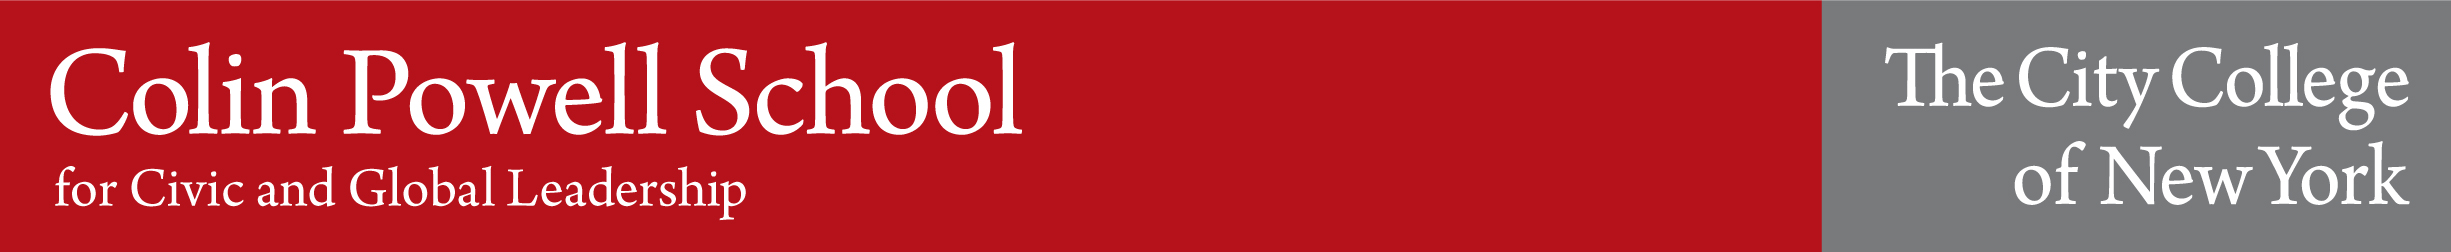 Colin Powell School
for Civic and Global Leadership
The City College
of New York